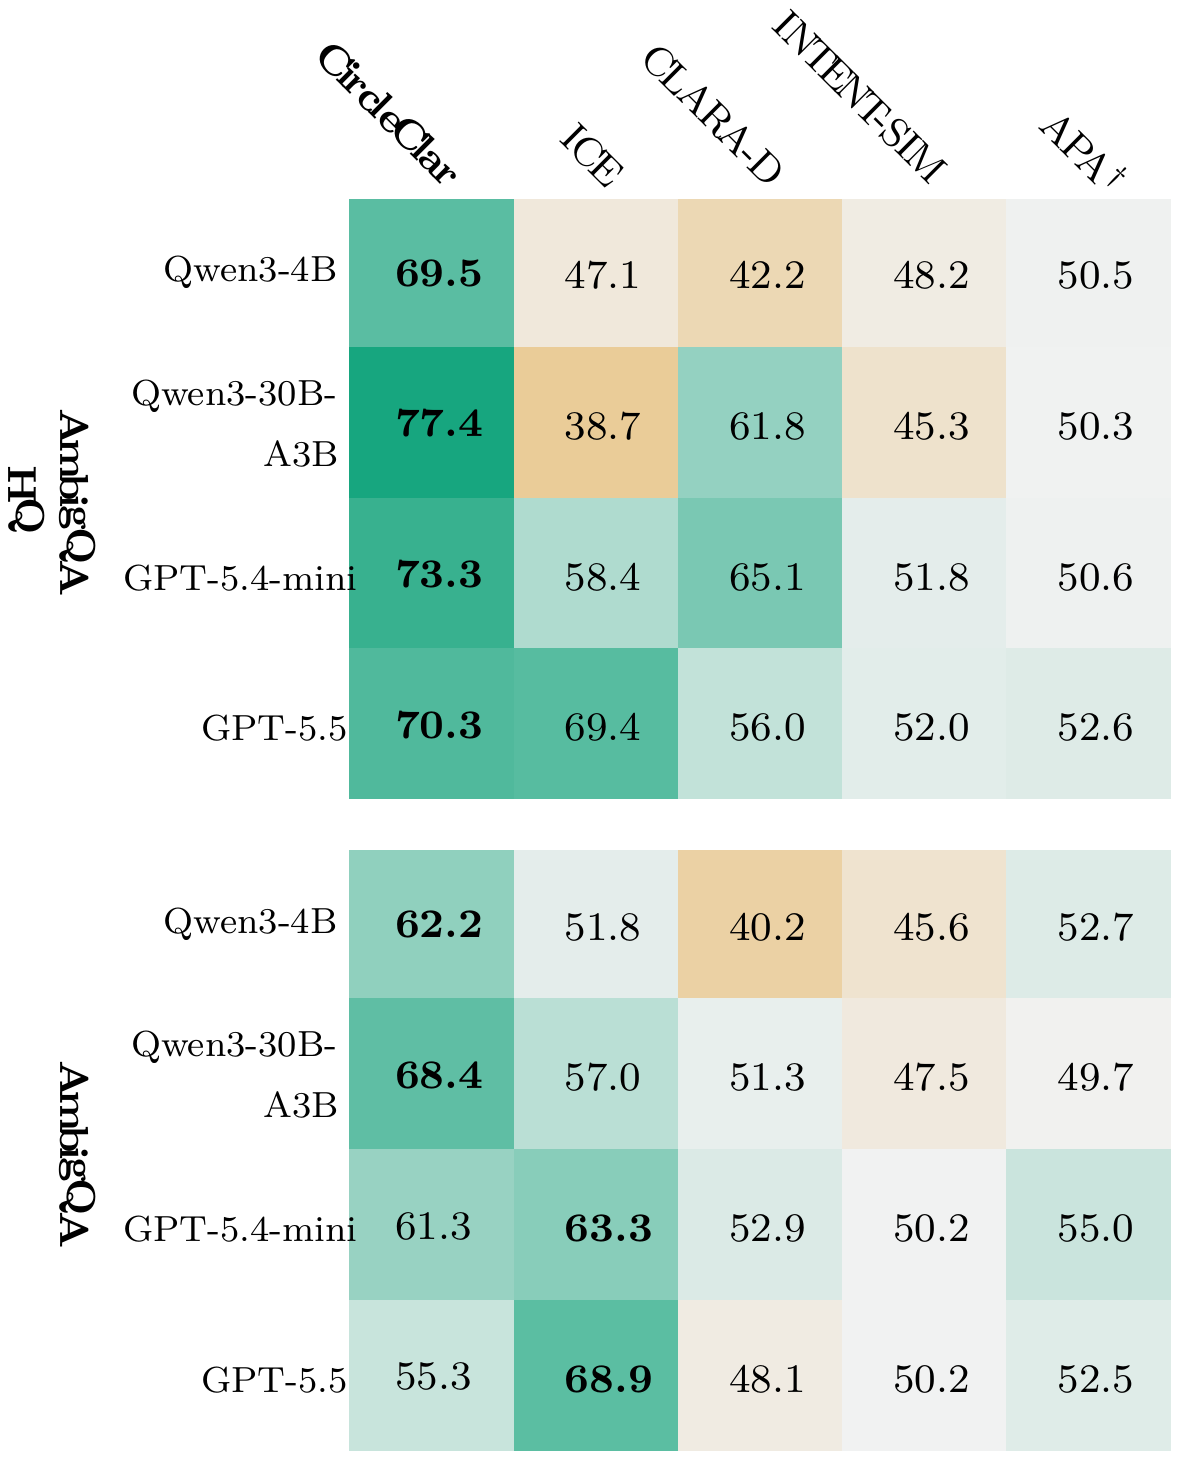 CircleClar ICE CLARA-D INTENT-SIM APA†
AmbigQA
HQ
Qwen3-4B 69.5 47.1 42.2 48.2 50.5
Qwen3-30B-
A3B 77.4 38.7 61.8 45.3 50.3
GPT-5.4-mini 73.3 58.4 65.1 51.8 50.6
GPT-5.5 70.3 69.4 56.0 52.0 52.6
AmbigQA
Qwen3-4B 62.2 51.8 40.2 45.6 52.7
Qwen3-30B-
A3B 68.4 57.0 51.3 47.5 49.7
GPT-5.4-mini 61.3 63.3 52.9 50.2 55.0
GPT-5.5 55.3 68.9 48.1 50.2 52.5